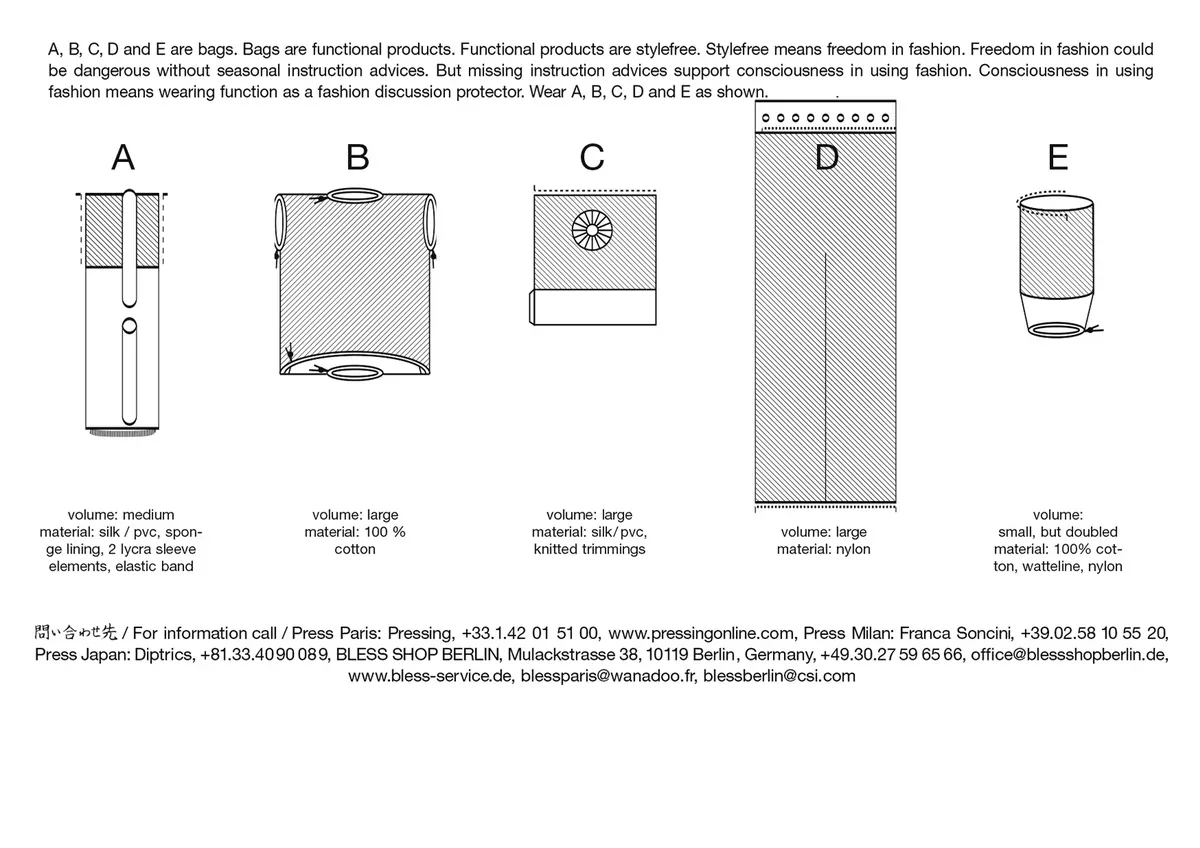 A, B, C, D and E are bags. Bags are functional products. Functional products are stylefree. Stylefree means freedom in fashion. Freedom in fashion could
be dangerous without seasonal instruction advices. But missing instruction advices support consciousness in using fashion. Consciousness in using
fashion means wearing function as a fashion discussion protector. Wear A, B, C, D and E as shown.
A
B
C
D
E
volume: medium
material: silk / pvc, spon-
ge lining, 2 lycra sleeve
elements, elastic band
volume: large
material: 100 %
cotton
volume: large
material: silk/pvc,
knitted trimmings
volume: large
material: nylon
volume:
small, but doubled
material: 100% cot-
ton, watteline, nylon
問い合わせ先 / For information call / Press Paris: Pressing, +33.1.42 01 51 00, www.pressingonline.com, Press Milan: Franca Soncini, +39.02.58 10 55 20,
Press Japan: Diptrics, +81.33.40 90 08 9, BLESS SHOP BERLIN, Mulackstrasse 38, 10119 Berlin, Germany, +49.30.27 59 65 66, office@blessshopberlin.de,
www.bless-service.de, blessparis@wanadoo.fr, blessberlin@csi.com